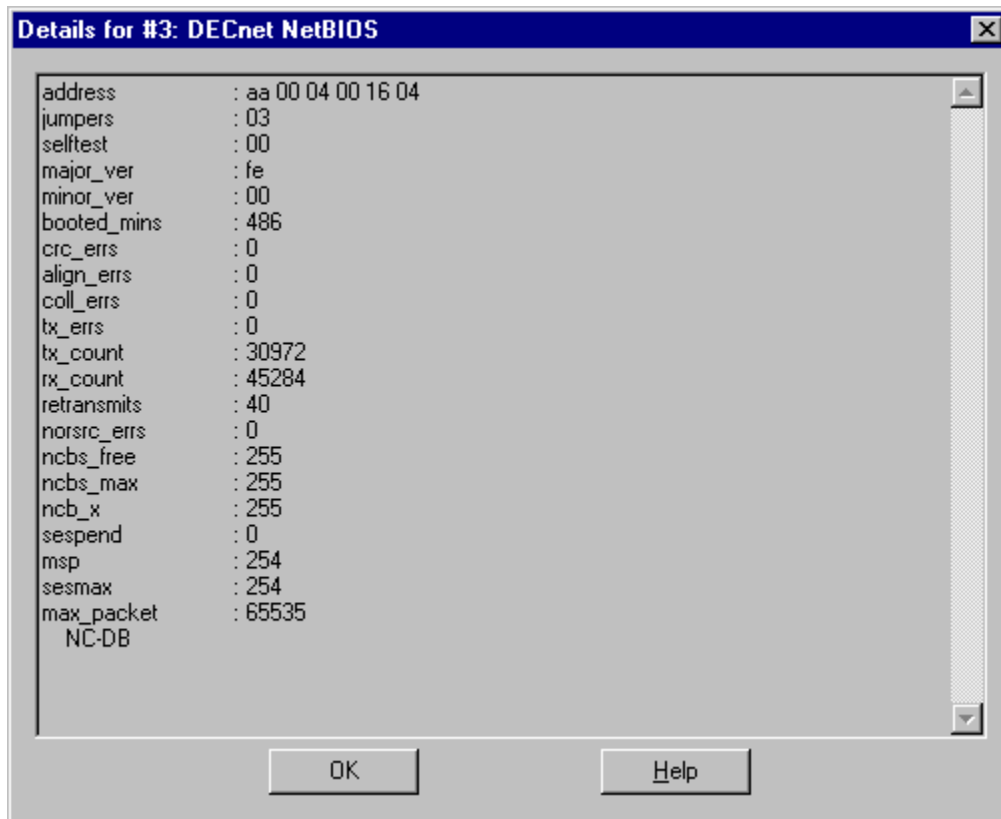 Details for #3: DECnet NetBIOS
address : aa 00 04 00 16 04
jumpers : 03
selftest : 00
major_ver : fe
minor_ver : 00
booted_mins : 486
crc_errs : 0
align_errs : 0
coll_errs : 0
tx_errs : 0
tx_count : 30972
rx_count : 45284
retransmits : 40
norsrc_errs : 0
ncbs_free : 255
ncbs_max : 255
ncb_x : 255
sespend : 0
msp : 254
sesmax : 254
max_packet : 65535
NC-DB
OK Help